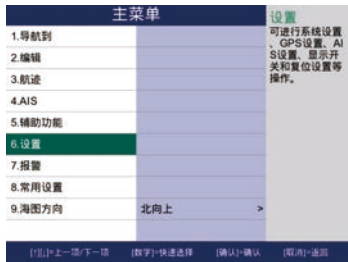 主菜单
1.导航到
2.编辑
3.航迹
4.AIS
5.辅助功能
6.设置
7.报警
8.常用设置
9.海图方向 北向上 >
设置
可进行系统设置
、GPS设置、AI
S设置、显示开
关和复位设置等
操作。
[↑][↓]=上一项/下一项 [数字]=快速选择 [确认]=确认 [取消]=返回